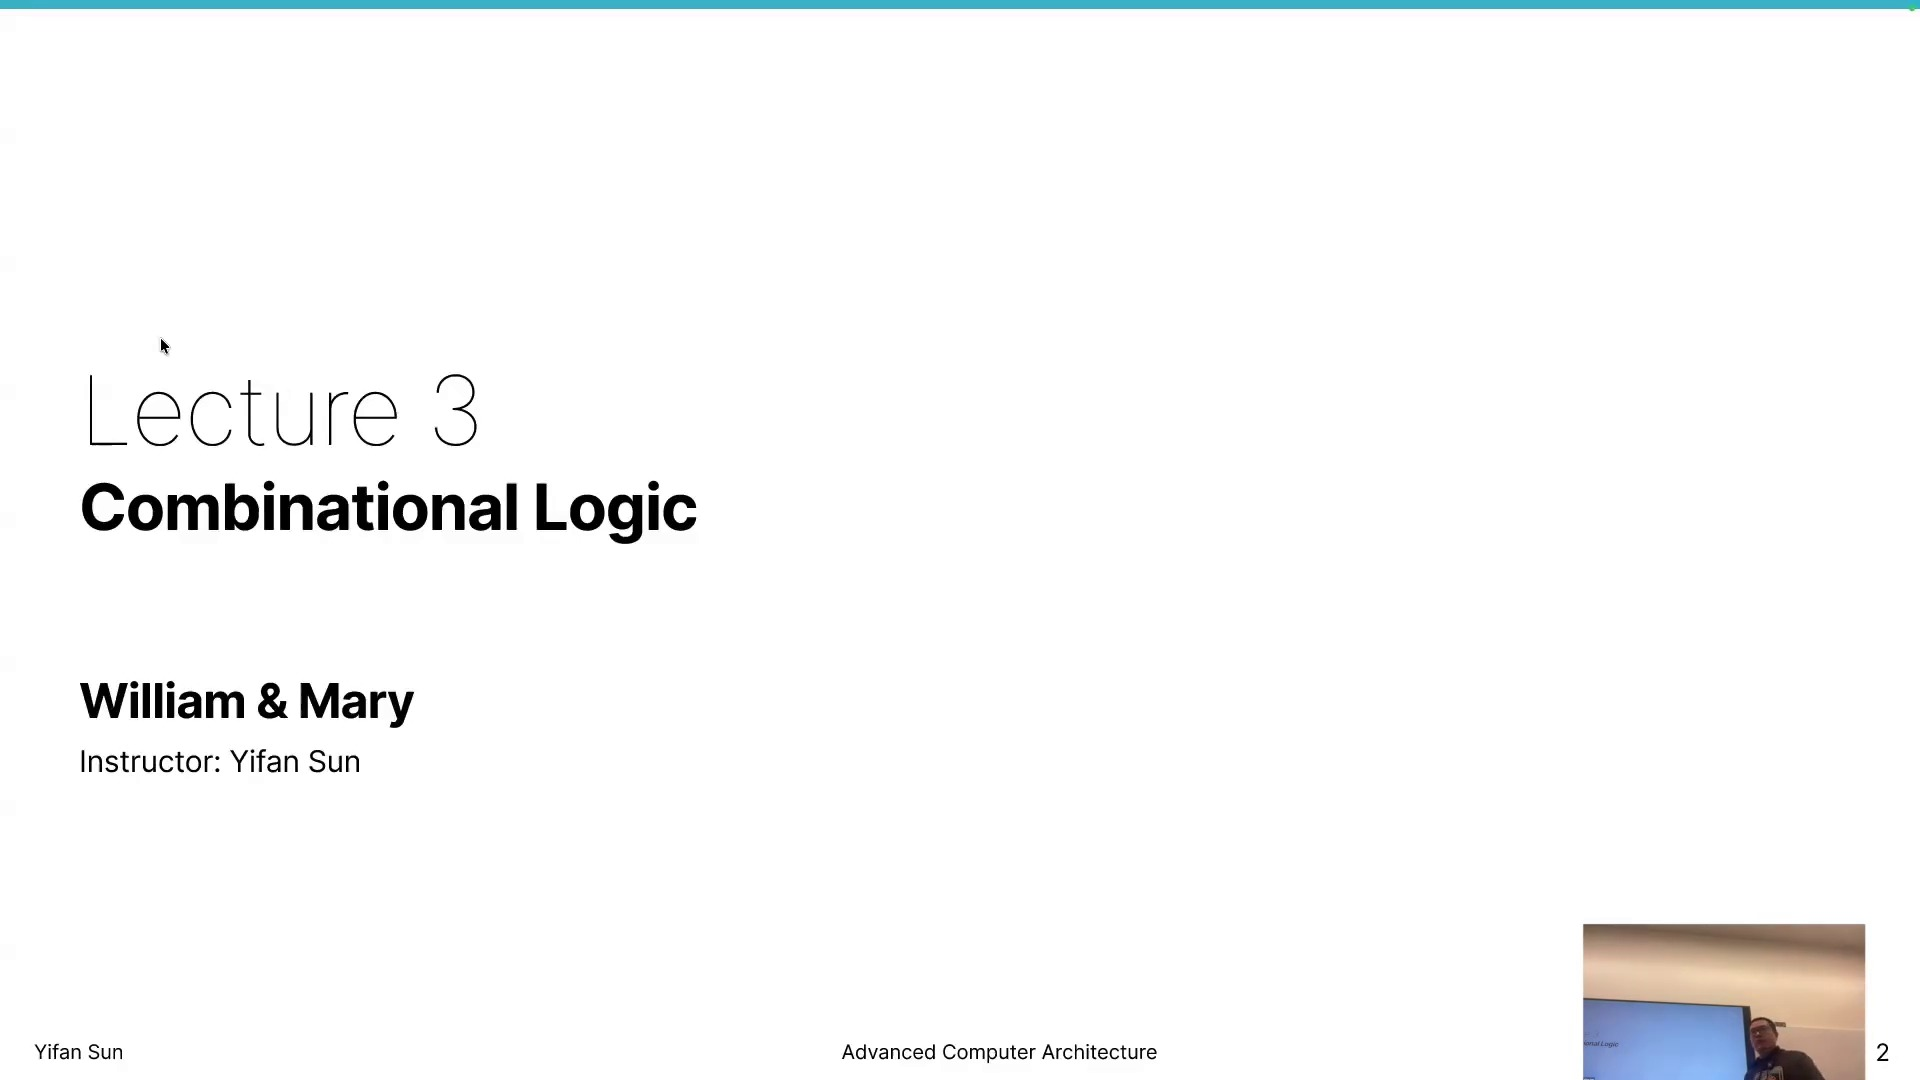 Lecture 3
Combinational Logic
William & Mary
Instructor: Yifan Sun
Yifan Sun
Advanced Computer Architecture
2